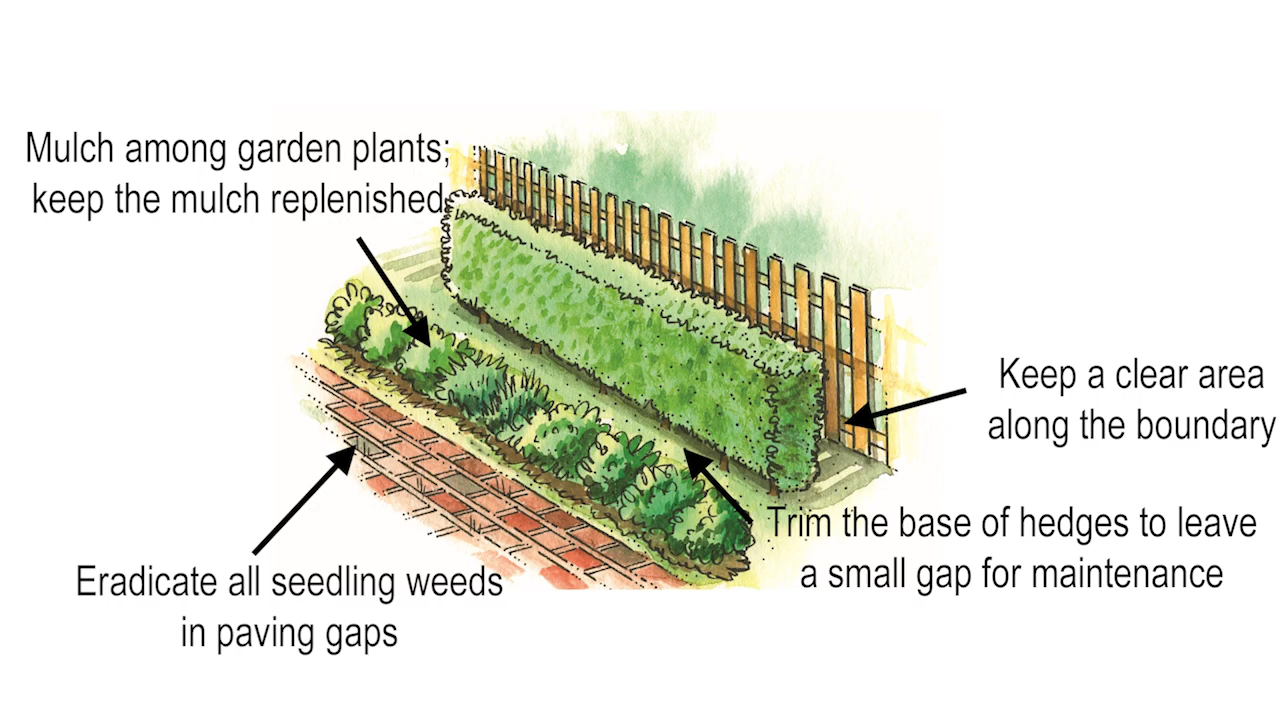 Mulch among garden plants;
keep the mulch replenished
Keep a clear area
along the boundary
Trim the base of hedges to leave
a small gap for maintenance
Eradicate all seedling weeds
in paving gaps